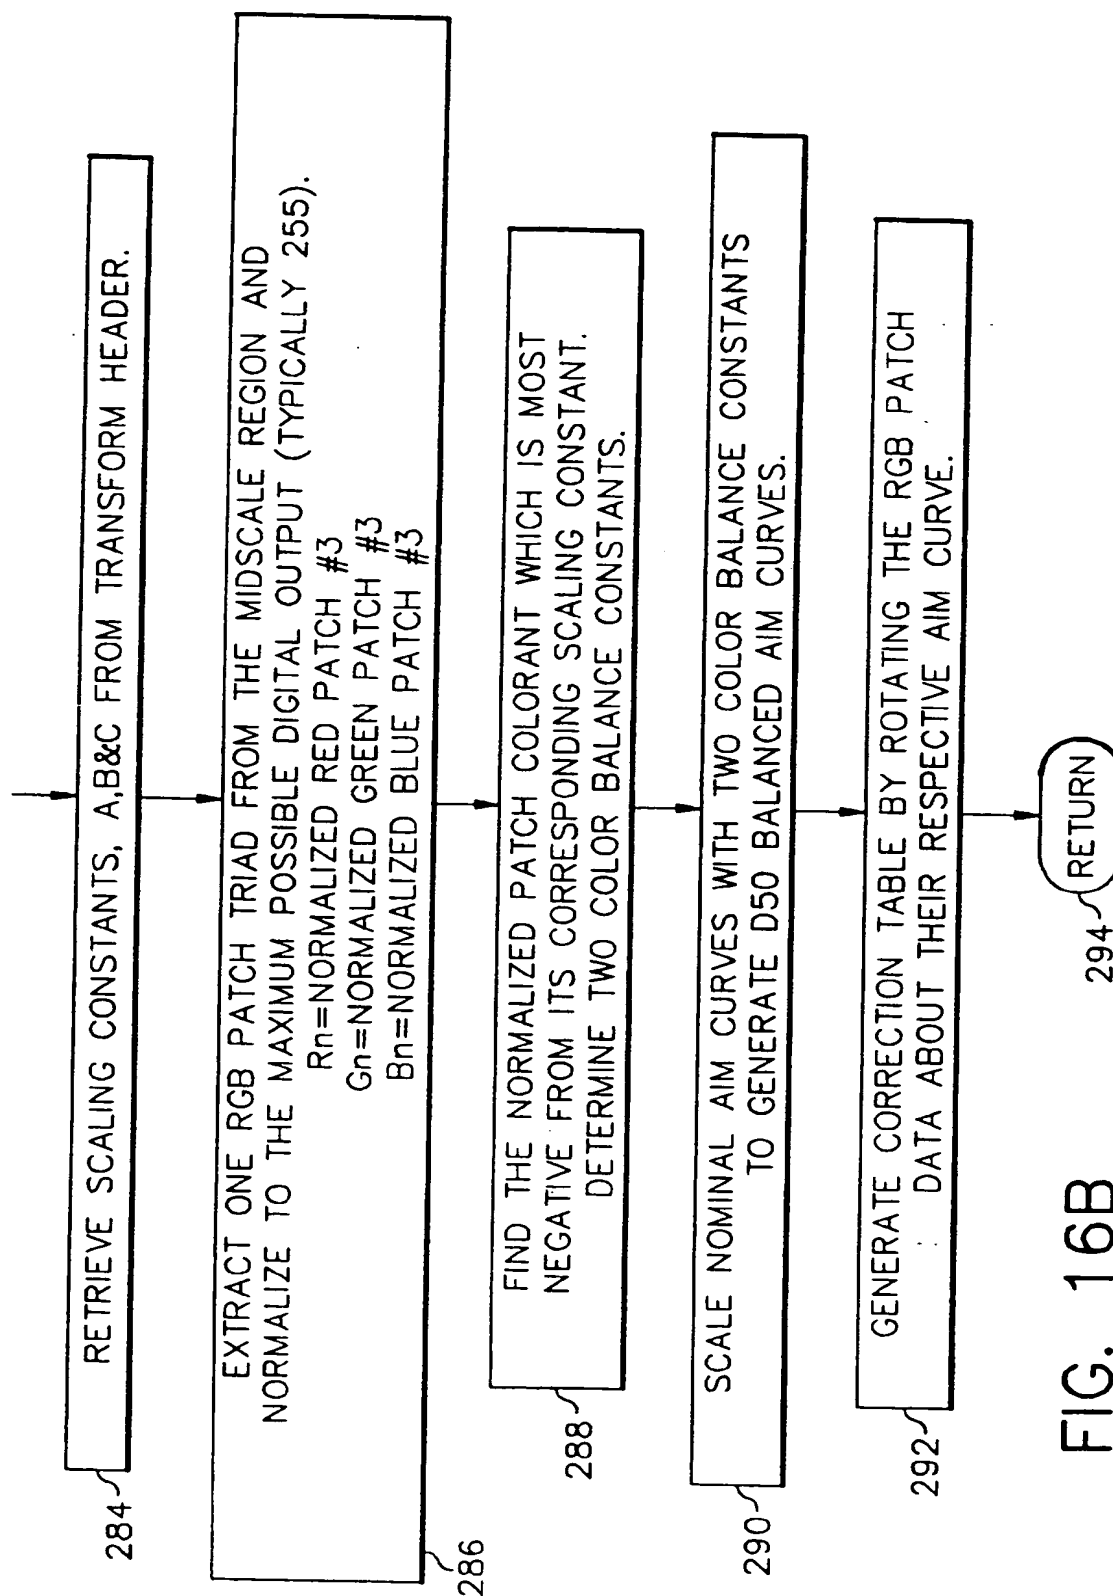 284
RETRIEVE SCALING CONSTANTS, A,B&C FROM TRANSFORM HEADER.
286
EXTRACT ONE RGB PATCH TRIAD FROM THE MIDSCALE REGION AND
NORMALIZE TO THE MAXIMUM POSSIBLE DIGITAL OUTPUT (TYPICALLY 255).
Rn=NORMALIZED RED PATCH #3
Gn=NORMALIZED GREEN PATCH #3
Bn=NORMALIZED BLUE PATCH #3
288
FIND THE NORMALIZED PATCH COLORANT WHICH IS MOST
NEGATIVE FROM ITS CORRESPONDING SCALING CONSTANT.
DETERMINE TWO COLOR BALANCE CONSTANTS.
290
SCALE NOMINAL AIM CURVES WITH TWO COLOR BALANCE CONSTANTS
TO GENERATE D50 BALANCED AIM CURVES.
292
GENERATE CORRECTION TABLE BY ROTATING THE RGB PATCH
DATA ABOUT THEIR RESPECTIVE AIM CURVE.
294
RETURN
FIG. 16B